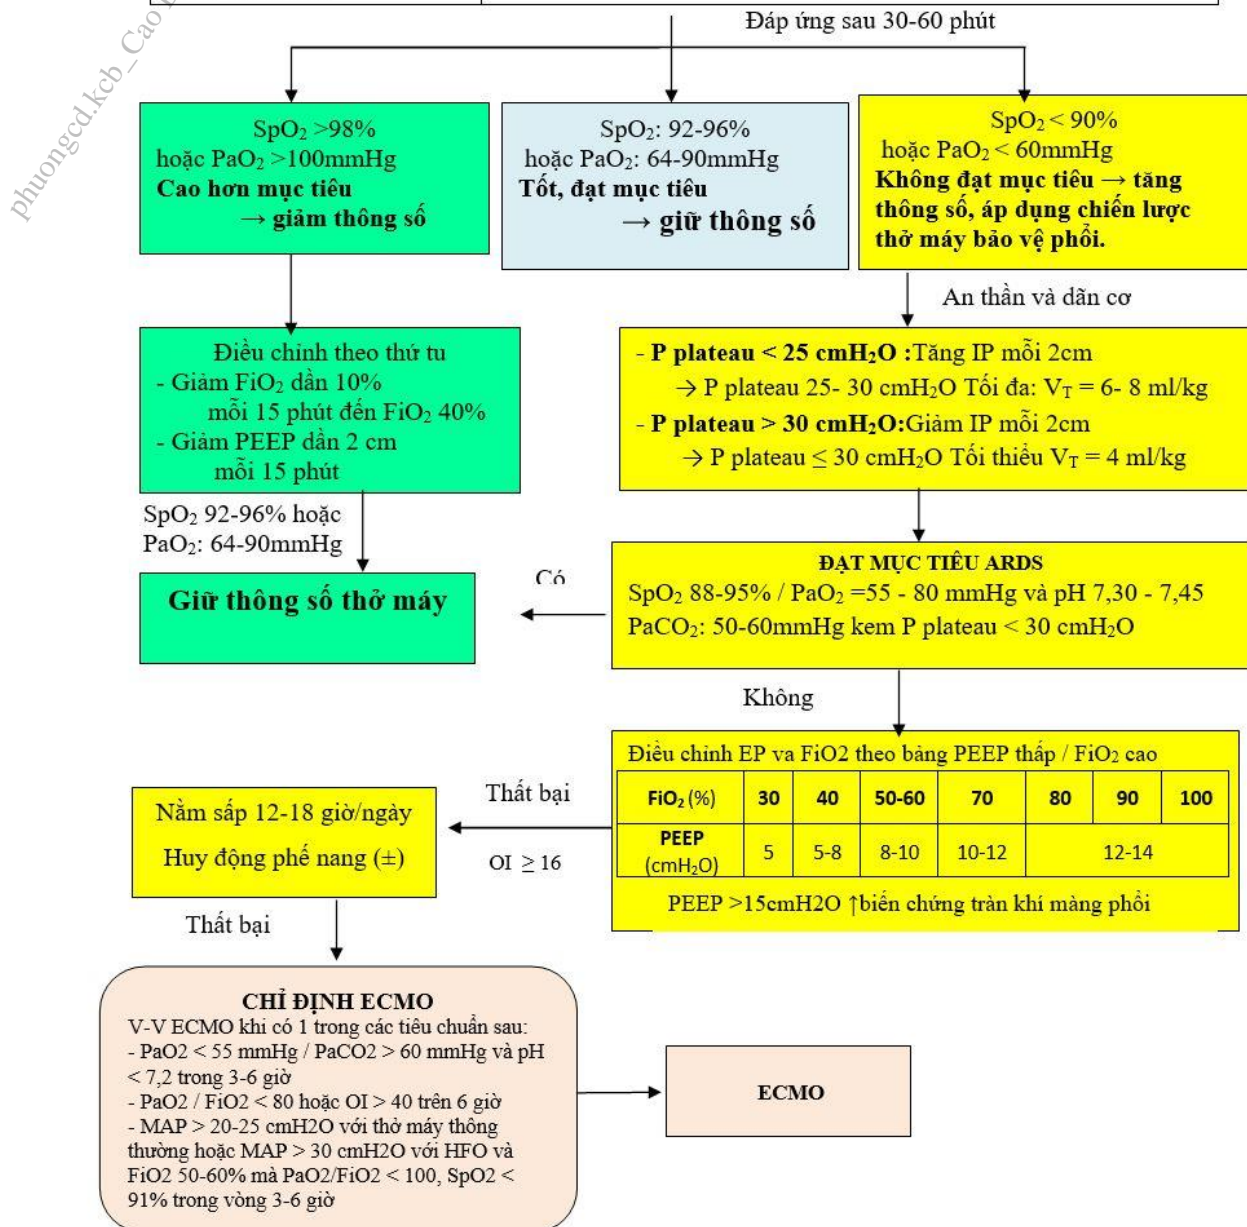 phuongcd.kcb_Cao
Đáp ứng sau 30-60 phút
SpO₂ >98%
hoặc PaO₂ >100mmHg
Cao hơn mục tiêu
→ giảm thông số
SpO₂: 92-96%
hoặc PaO₂: 64-90mmHg
Tốt, đạt mục tiêu
→ giữ thông số
SpO₂ < 90%
hoặc PaO₂ < 60mmHg
Không đạt mục tiêu → tăng
thông số, áp dụng chiến lược
thở máy bảo vệ phổi.
An thần và dãn cơ
Điều chỉnh theo thứ tu
- Giảm FiO₂ dần 10%
mỗi 15 phút đến FiO₂ 40%
- Giảm PEEP dần 2 cm
mỗi 15 phút
- P plateau < 25 cmH₂O :Tăng IP mỗi 2cm
→ P plateau 25- 30 cmH₂O Tối đa: V_T = 6- 8 ml/kg
- P plateau > 30 cmH₂O:Giảm IP mỗi 2cm
→ P plateau ≤ 30 cmH₂O Tối thiểu V_T = 4 ml/kg
SpO₂ 92-96% hoặc
PaO₂: 64-90mmHg
Giữ thông số thở máy
Có
ĐẠT MỤC TIÊU ARDS
SpO₂ 88-95% / PaO₂ =55 - 80 mmHg và pH 7,30 - 7,45
PaCO₂: 50-60mmHg kem P plateau < 30 cmH₂O
Không
Điều chỉnh EP va FiO2 theo bảng PEEP thấp / FiO₂ cao
FiO₂ (%) 30 40 50-60 70 80 90 100
PEEP
(cmH₂O) 5 5-8 8-10 10-12 12-14
PEEP >15cmH2O ↑biến chứng tràn khí màng phổi
Thất bại
OI ≥ 16
Nằm sấp 12-18 giờ/ngày
Huy động phế nang (±)
Thất bại
CHỈ ĐỊNH ECMO
V-V ECMO khi có 1 trong các tiêu chuẩn sau:
- PaO2 < 55 mmHg / PaCO2 > 60 mmHg và pH
< 7,2 trong 3-6 giờ
- PaO2 / FiO2 < 80 hoặc OI > 40 trên 6 giờ
- MAP > 20-25 cmH2O với thở máy thông
thường hoặc MAP > 30 cmH2O với HFO và
FiO2 50-60% mà PaO2/FiO2 < 100, SpO2 <
91% trong vòng 3-6 giờ
ECMO